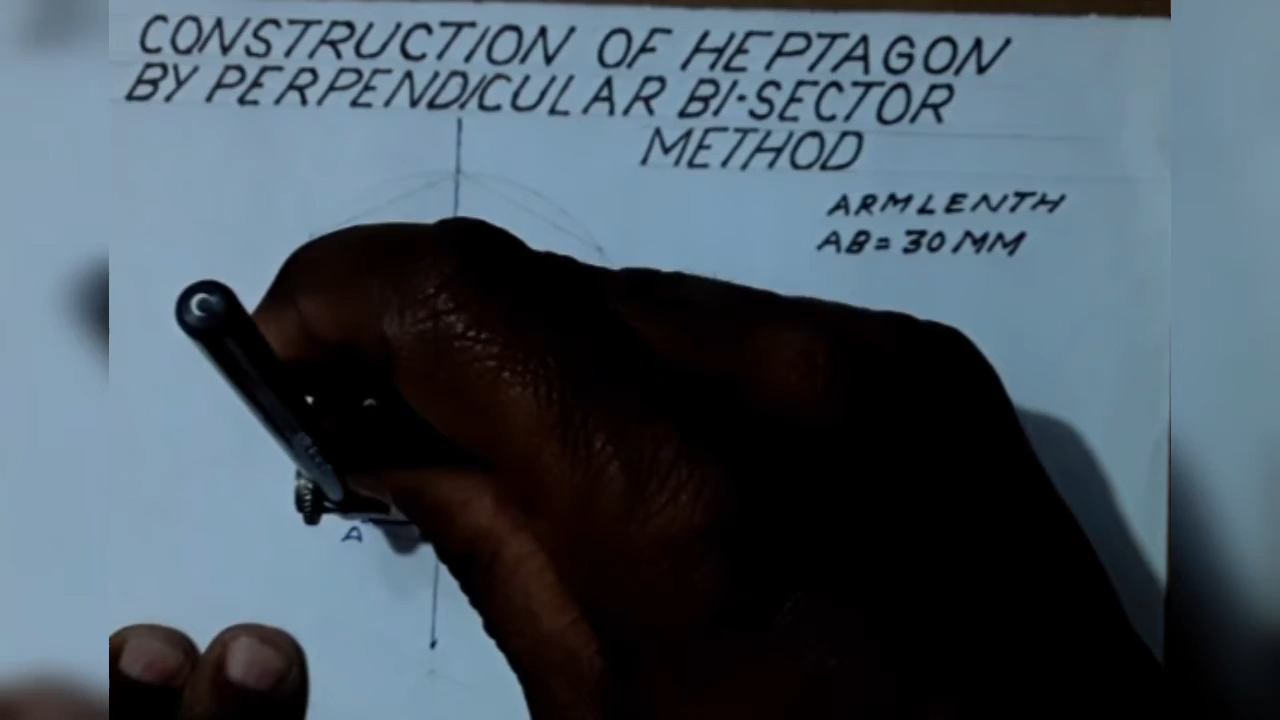 CONSTRUCTION OF HEPTAGON
BY PERPENDICULAR BI-SECTOR
METHOD
ARMLENTH
AB = 30 MM
A